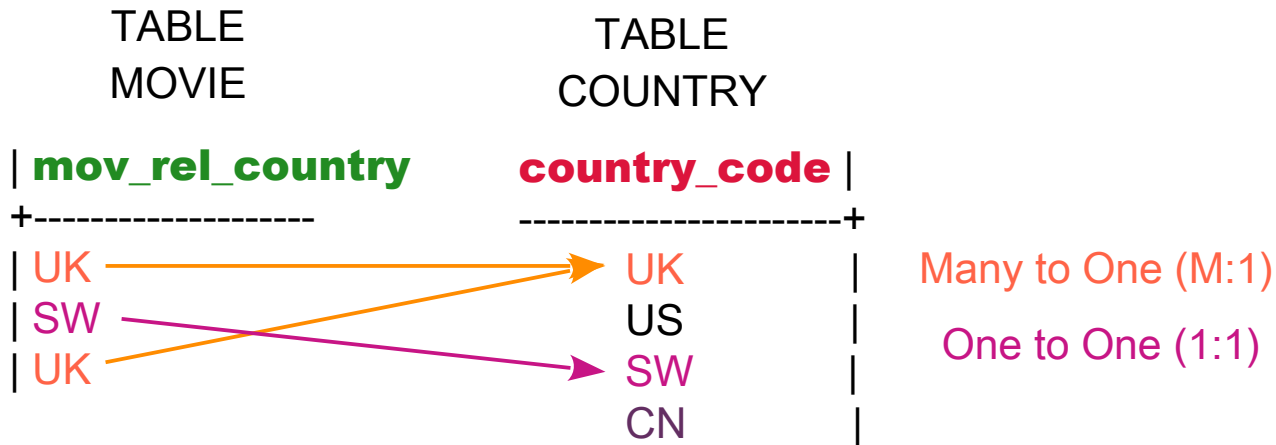 TABLE MOVIE
TABLE COUNTRY
| mov_rel_country country_code |
+-------------------- -----------------------+
| UK UK | Many to One (M:1)
| SW US |
One to One (1:1)
| UK SW |
CN |